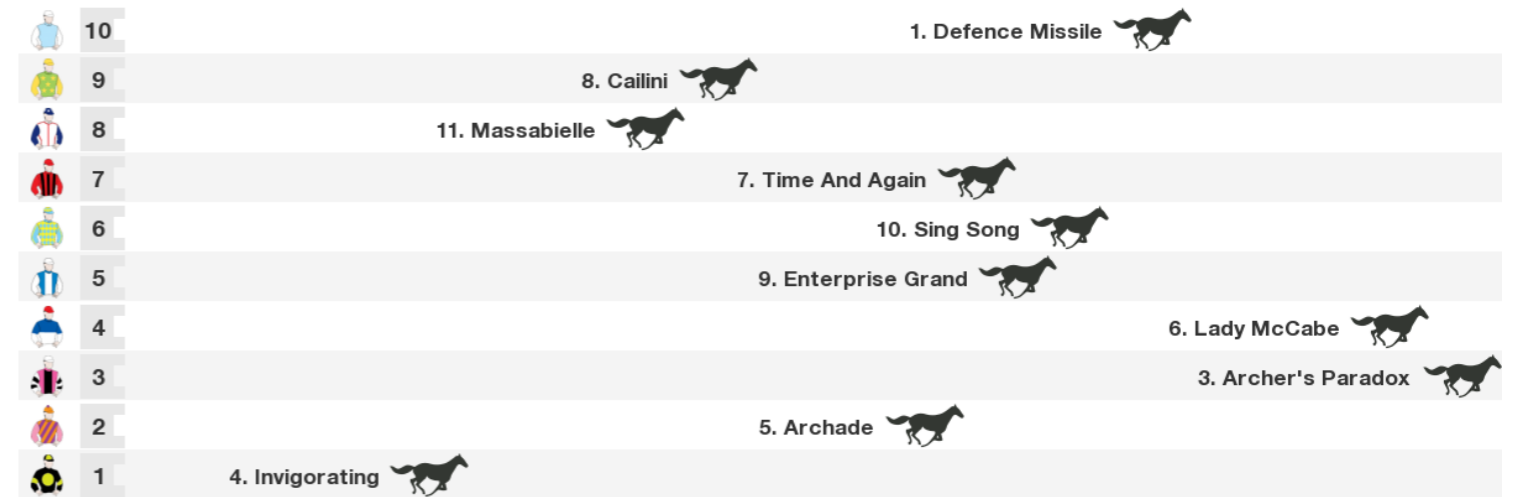 10 1. Defence Missile
9 8. Cailini
8 11. Massabielle
7 7. Time And Again
6 10. Sing Song
5 9. Enterprise Grand
4 6. Lady McCabe
3 3. Archer's Paradox
2 5. Archade
1 4. Invigorating